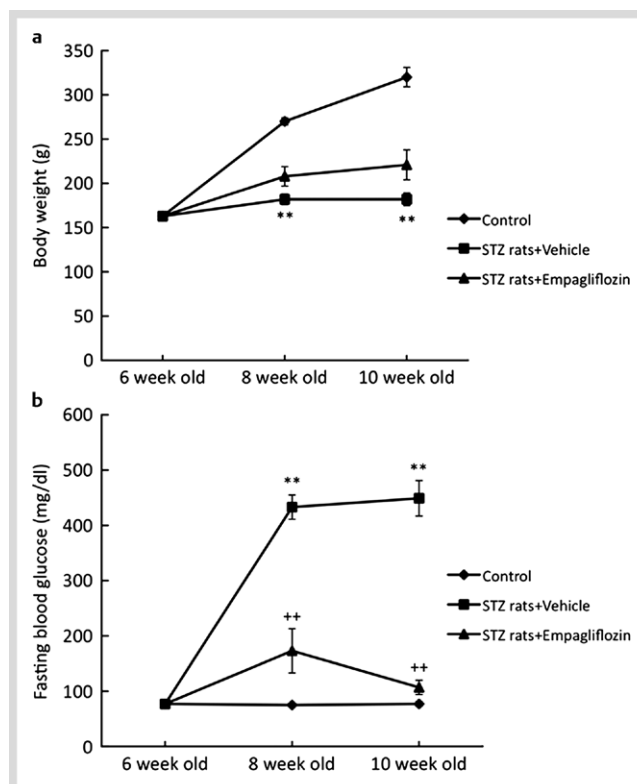 a
350
300
250
200
150
100
50
0
Body weight (g)
** **
6 week old 8 week old 10 week old
Control
STZ rats+Vehicle
STZ rats+Empagliflozin
b
600
500
400
300
200
100
0
Fasting blood glucose (mg/dl)
** **
++ ++
6 week old 8 week old 10 week old
Control
STZ rats+Vehicle
STZ rats+Empagliflozin